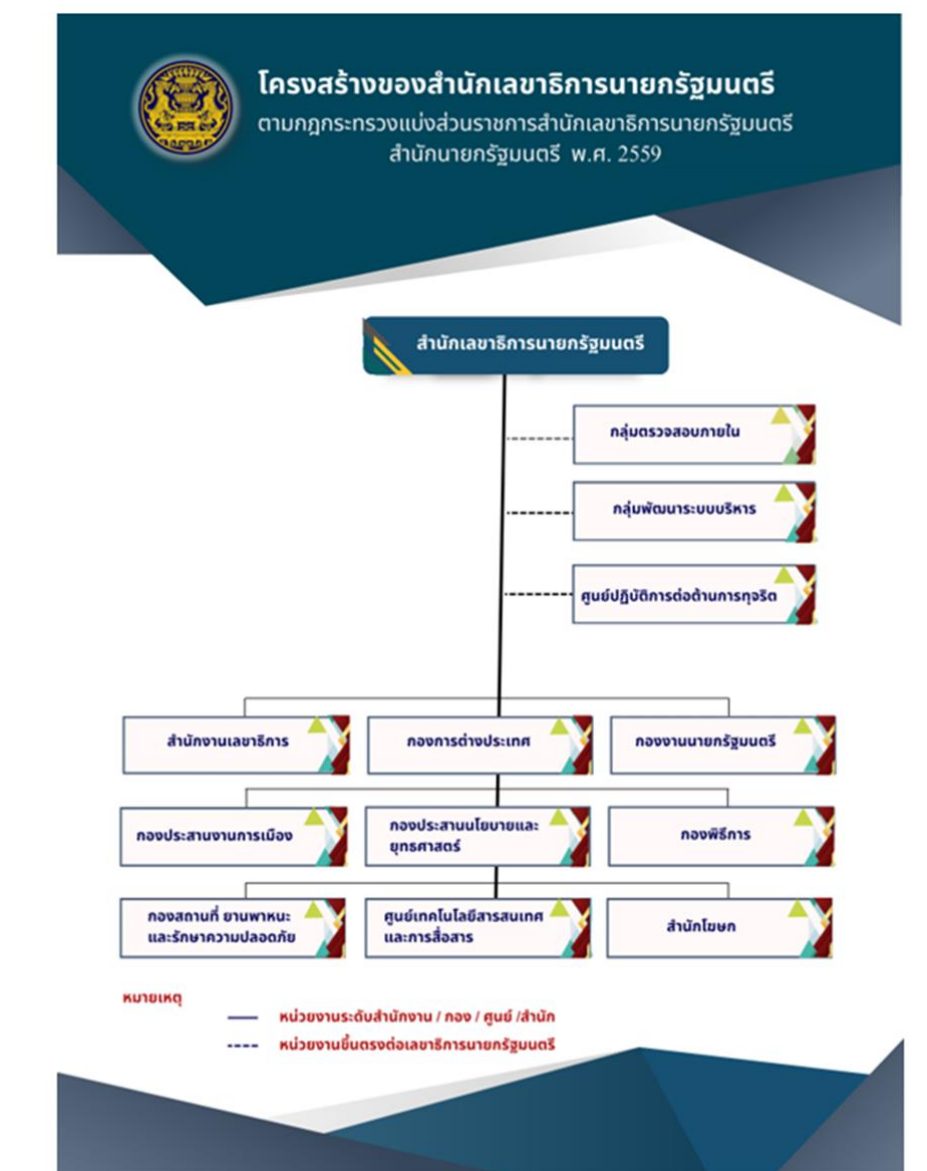 โครงสร้างของสำนักเลขาธิการนายกรัฐมนตรี
ตามกฎกระทรวงแบ่งส่วนราชการสำนักเลขาธิการนายกรัฐมนตรี
สำนักนายกรัฐมนตรี พ.ศ. 2559
สำนักเลขาธิการนายกรัฐมนตรี
กลุ่มตรวจสอบภายใน
กลุ่มพัฒนาระบบบริหาร
ศูนย์ปฏิบัติการต่อต้านการทุจริต
สำนักงานเลขาธิการ
กองการต่างประเทศ
กองงานนายกรัฐมนตรี
กองประสานงานการเมือง
กองประสานนโยบายและ
ยุทธศาสตร์
กองพิธีการ
กองสถานที่ ยานพาหนะ
และรักษาความปลอดภัย
ศูนย์เทคโนโลยีสารสนเทศ
และการสื่อสาร
สำนักโฆษก
หมายเหตุ
หน่วยงานระดับสำนักงาน / กอง / ศูนย์ /สำนัก
หน่วยงานขึ้นตรงต่อเลขาธิการนายกรัฐมนตรี